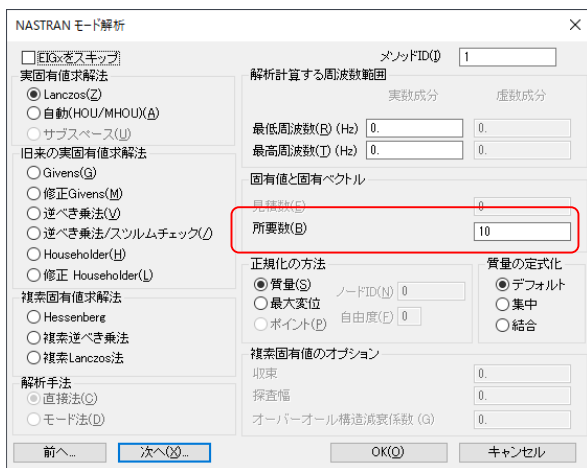 NASTRAN モード解析
EIGxをスキップ
メソッドID(I) 1
実固有値求解法
Lanczos(Z)
自動(HOU/MHOU)(A)
サブスペース(U)
旧来の実固有値求解法
Givens(G)
修正Givens(M)
逆べき乗法(V)
逆べき乗法/スツルムチェック(/)
Householder(H)
修正 Householder(L)
複素固有値求解法
Hessenberg
複素逆べき乗法
複素Lanczos法
解析手法
直接法(C)
モード法(D)
解析計算する周波数範囲
実数成分 虚数成分
最低周波数(R) (Hz) 0. 0.
最高周波数(T) (Hz) 0. 0.
固有値と固有ベクトル
見積数(E) 0
所要数(B) 10
正規化の方法
質量(S)
最大変位
ポイント(P)
ノードID(N) 0
自由度(F) 0
質量の定式化
デフォルト
集中
結合
複素固有値のオプション
収束 0.
探査幅 0.
オーバーオール構造減衰係数 (G) 0.
前へ... 次へ(X)... OK(O) キャンセル